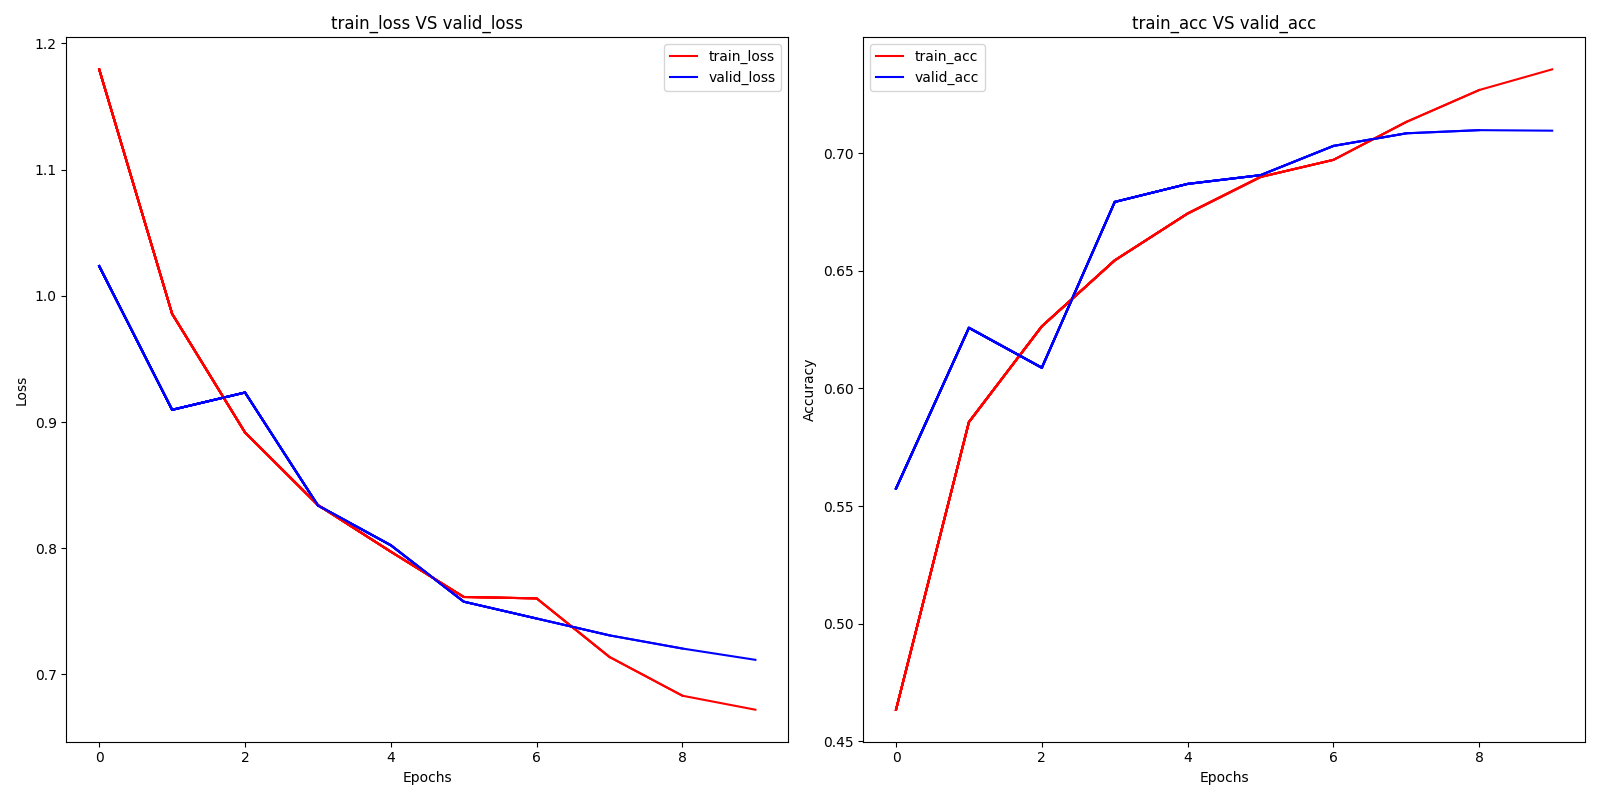 train_loss VS valid_loss
1.2
1.1
1.0
0.9
0.8
0.7
Loss
train_loss
valid_loss
0 2 4 6 8
Epochs
train_acc VS valid_acc
0.70
0.65
0.60
0.55
0.50
0.45
Accuracy
train_acc
valid_acc
0 2 4 6 8
Epochs